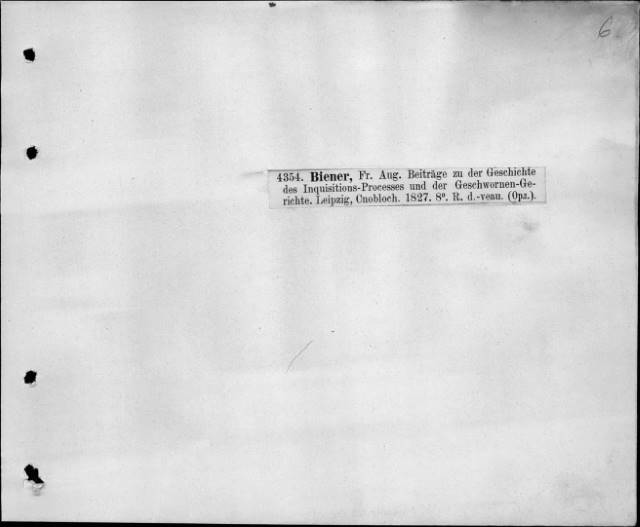 6
4354. Biener, Fr. Aug. Beiträge zu der Geschichte
des Inquisitions-Processes und der Geschwornen-Ge-
richte. Leipzig, Cnobloch. 1827. 8°. R. d.-veau. (Opz.).